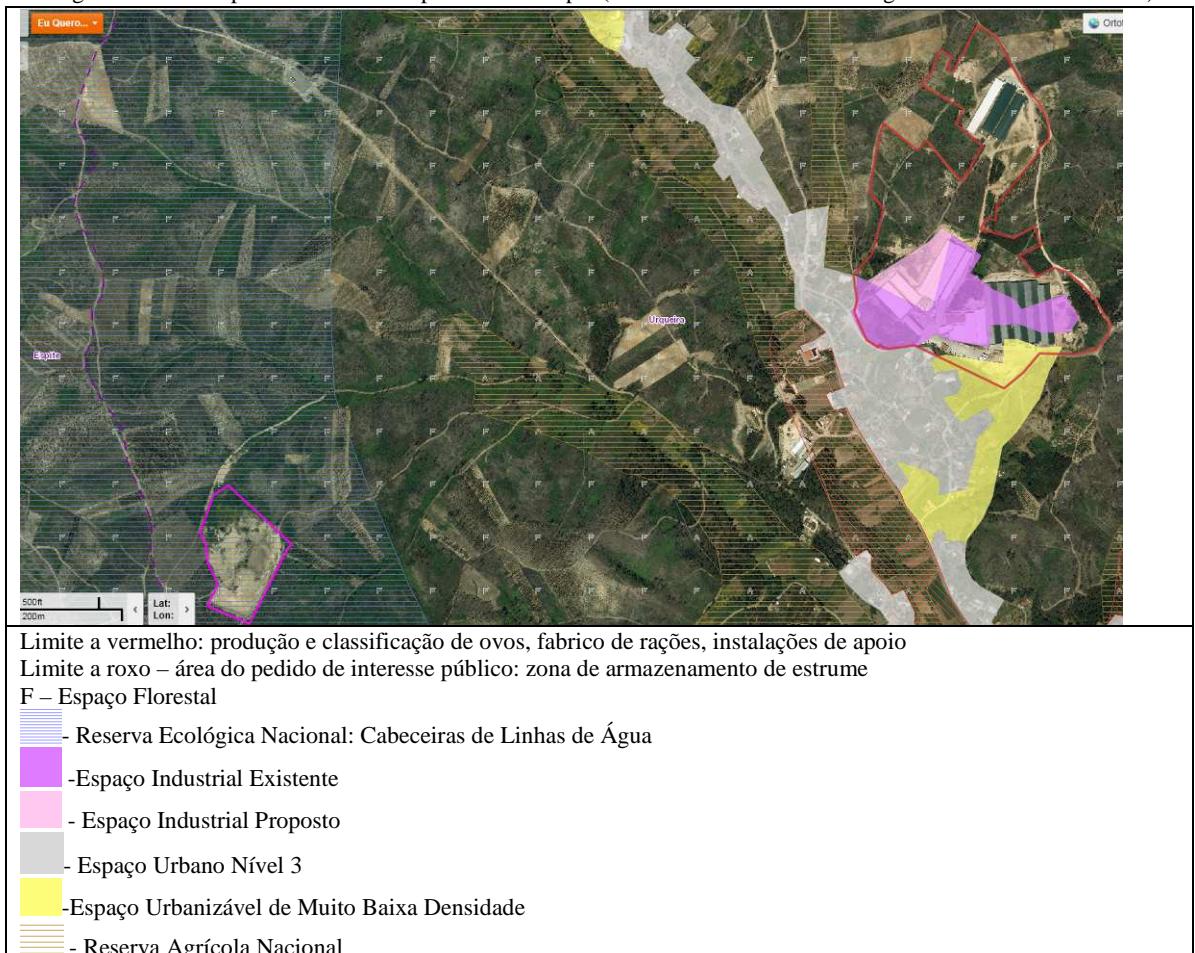 Eu Quero...
Urqueira
Espite
500ft
200m
Lat:
Lon:
Limite a vermelho: produção e classificação de ovos, fabrico de rações, instalações de apoio
Limite a roxo – área do pedido de interesse público: zona de armazenamento de estrume
F – Espaço Florestal
- Reserva Ecológica Nacional: Cabeceiras de Linhas de Água
-Espaço Industrial Existente
- Espaço Industrial Proposto
- Espaço Urbano Nível 3
-Espaço Urbanizável de Muito Baixa Densidade
- Reserva Agrícola Nacional